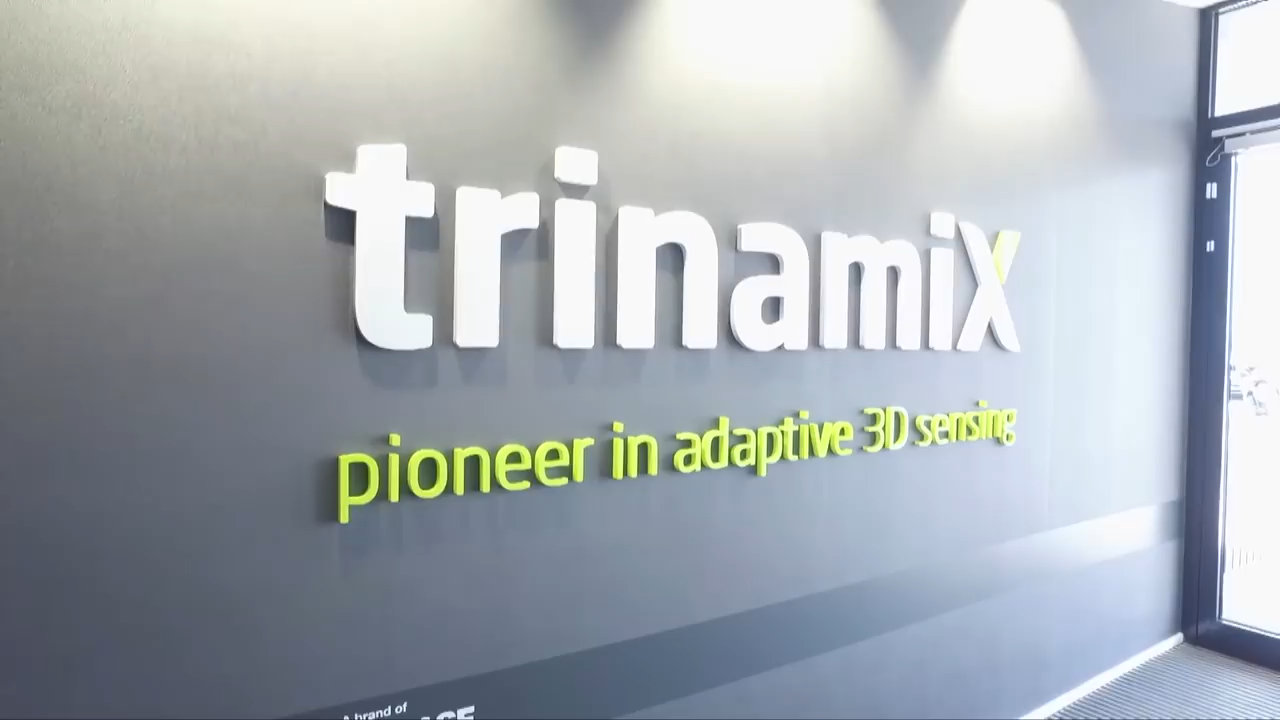 trinamiX
pioneer in adaptive 3D sensing
A brand of